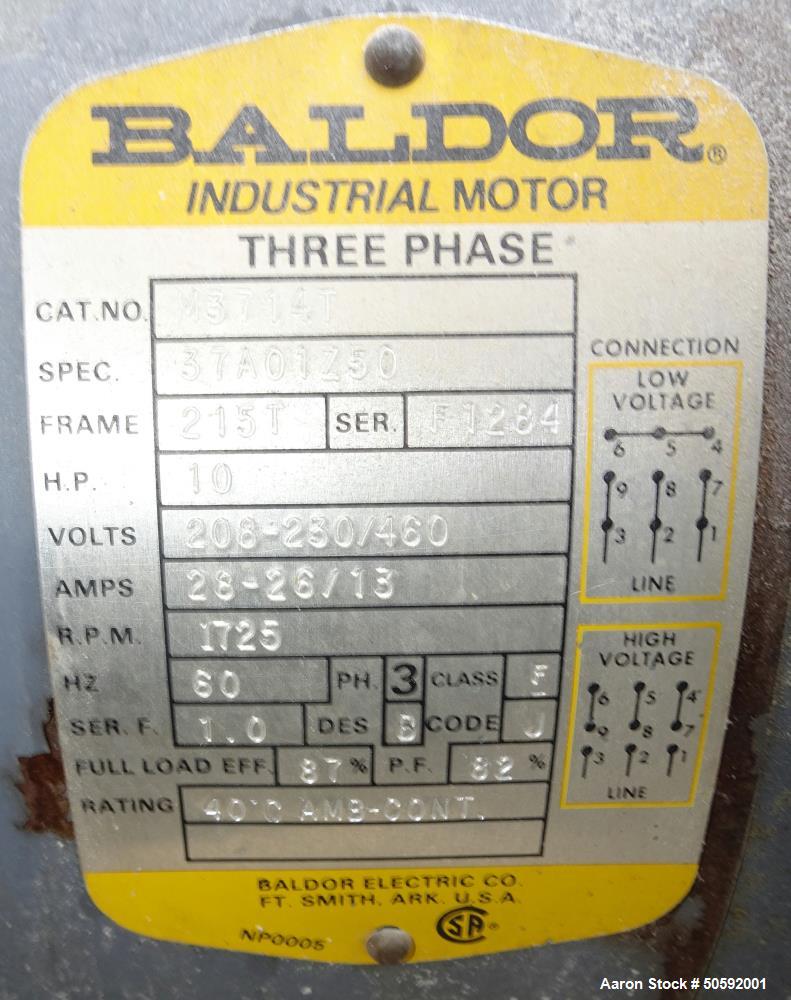 BALDOR®
INDUSTRIAL MOTOR
THREE PHASE
CAT.NO. M3714T
SPEC. 37A01Z50
FRAME 215T SER. F1284
H.P. 10
VOLTS 208-230/460
AMPS 28-26/13
R.P.M. 1725
HZ 60 PH. 3 CLASS F
SER. F. 1.0 DES B CODE J
FULL LOAD EFF. 87 % P.F. 82 %
RATING 40°C AMB-CONT.
CONNECTION
LOW
VOLTAGE
6 5 4
9 8 7
3 2 1
LINE
HIGH
VOLTAGE
6 5 4
9 8 7
3 2 1
LINE
BALDOR ELECTRIC CO.
FT. SMITH, ARK. U.S.A.
NP0005 SA®
Aaron Stock # 50592001